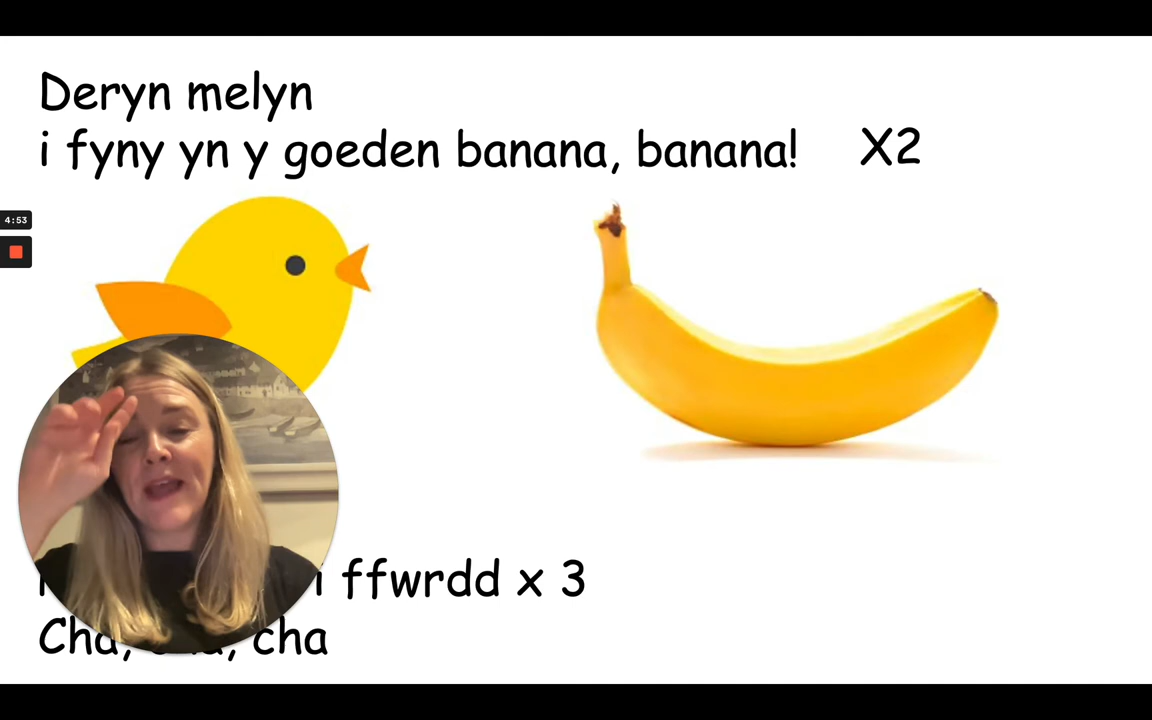 Deryn melyn
i fyny yn y goeden banana, banana! X2
4:53
i ffwrdd x 3
Cha, cha